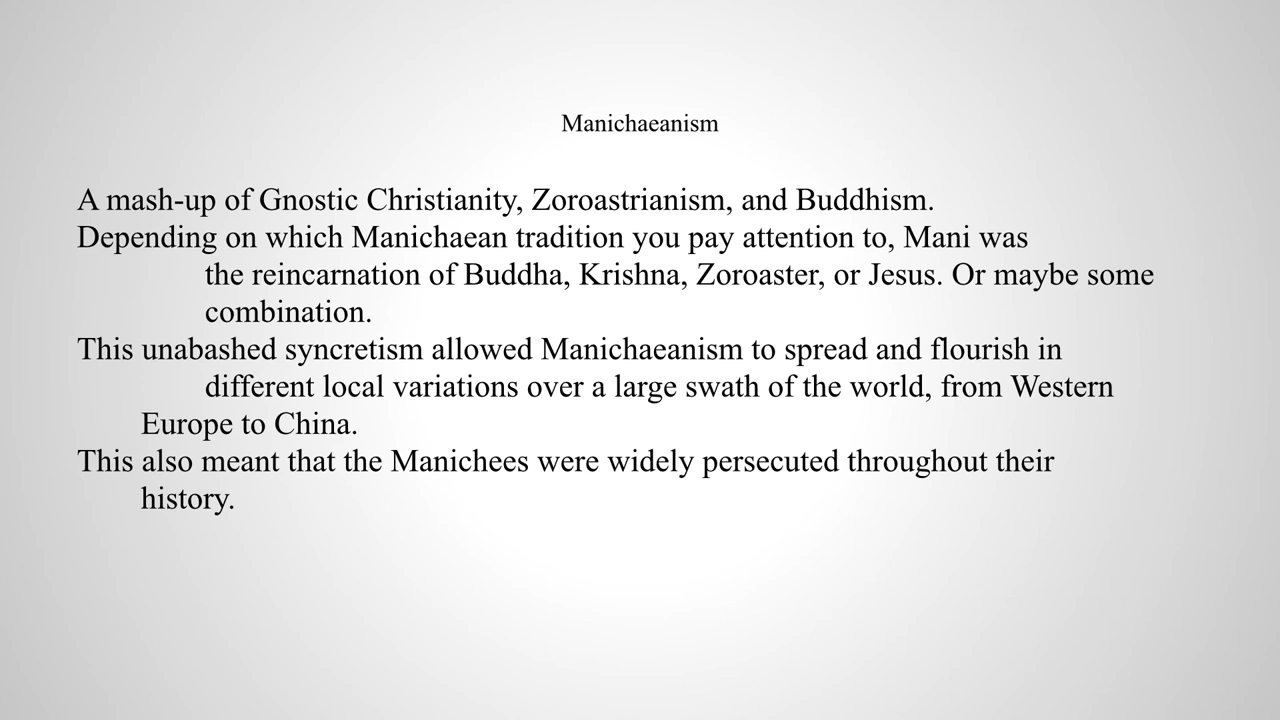 Manichaeanism
A mash-up of Gnostic Christianity, Zoroastrianism, and Buddhism.
Depending on which Manichaean tradition you pay attention to, Mani was
the reincarnation of Buddha, Krishna, Zoroaster, or Jesus. Or maybe some
combination.
This unabashed syncretism allowed Manichaeanism to spread and flourish in
different local variations over a large swath of the world, from Western
Europe to China.
This also meant that the Manichees were widely persecuted throughout their
history.